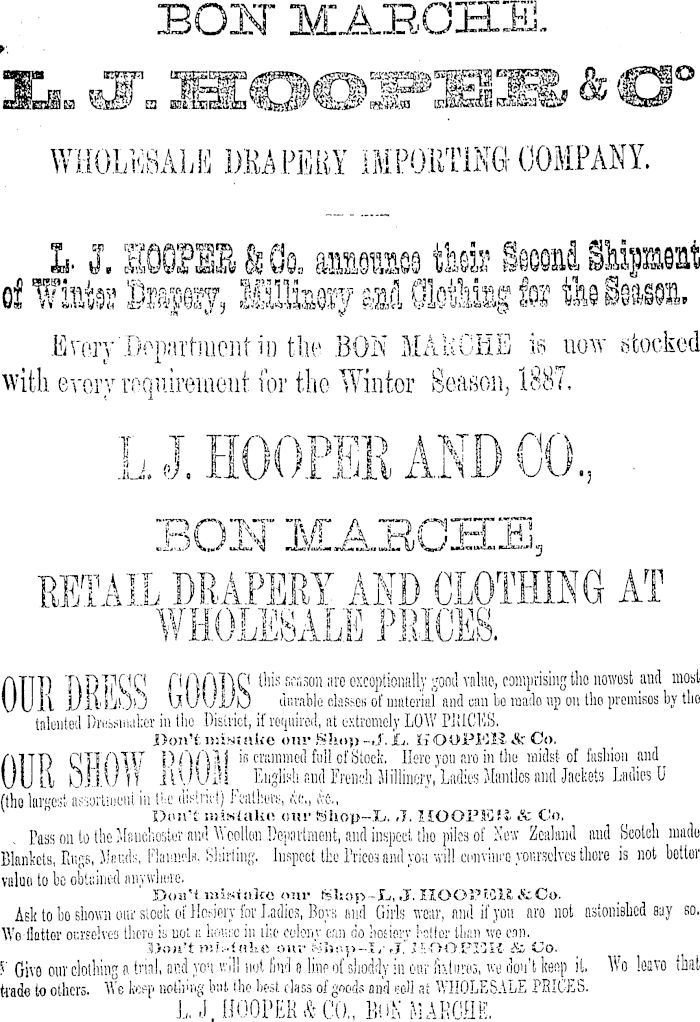 BON MARCHE.
L. J. HOOPER & Co
WHOLESALE DRAPERY IMPORTING COMPANY.
L. J. HOOPER & Co. announce their Second Shipment
of Winter Drapery, Millinery and Clothing for the Season.
Every Department in the BON MARCHE is now stocked
with every requirement for the Winter Season, 1887.
L. J. HOOPER AND CO.,
BON MARCHE,
RETAIL DRAPERY AND CLOTHING AT
WHOLESALE PRICES.
OUR DRESS GOODS this season are exceptionally good value, comprising the newest and most
durable classes of material and can be made up on the premises by the
talented Dressmaker in the District, if required, at extremely LOW PRICES.
Don't mistake our Shop-J. L. HOOPER & Co.
OUR SHOW ROOM is crammed full of Stock. Here you are in the midst of fashion and
English and French Millinery, Ladies Mantles and Jackets Ladies U
(the largest assortment in the district) Feathers, &c., &c.,
Don't mistake our Shop-L. J. HOOPER & Co.
Pass on to the Manchester and Woollen Department, and inspect the piles of New Zealand and Scotch made
Blankets, Rugs, Mauds, Flannels, Shirting. Inspect the Prices and you will convince yourselves there is not better
value to be obtained anywhere.
Don't mistake our Shop-L. J. HOOPER & Co.
Ask to be shown our stock of Hosiery for Ladies, Boys and Girls wear, and if you are not astonished say so.
We flatter ourselves there is not a house in the colony can do hosiery better than we can.
Don't mistake our Shop-L. J. HOOPER & Co.
Give our clothing a trial, and you will not find a line of shoddy in our fixtures, we don't keep it. We leave that
trade to others. We keep nothing but the best class of goods and sell at WHOLESALE PRICES.
L. J. HOOPER & CO., BON MARCHE.